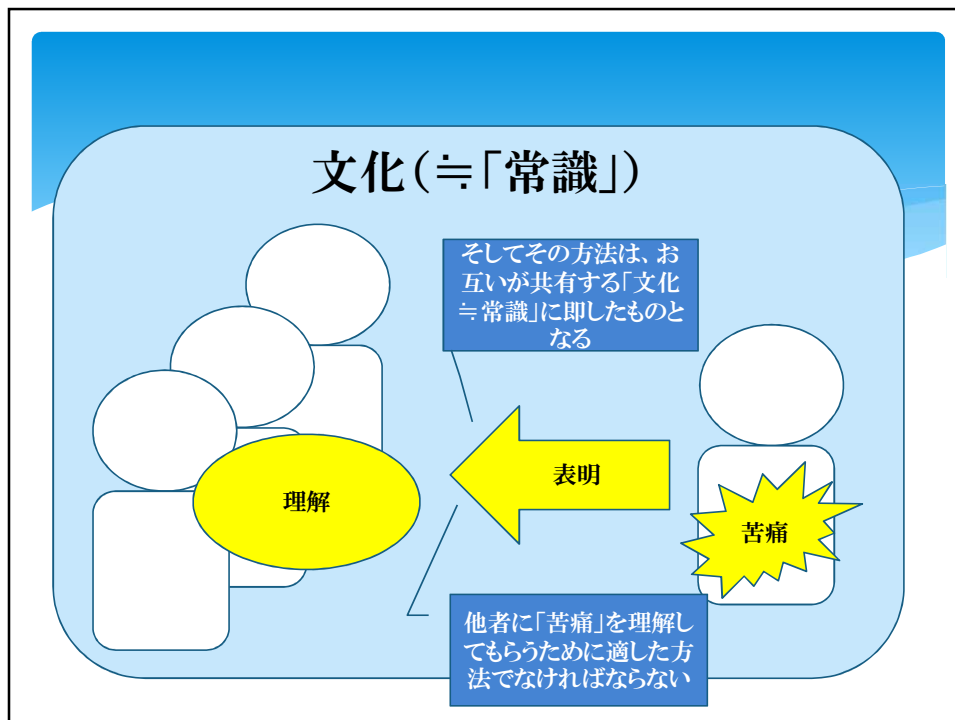 文化(≒「常識」)
そしてその方法は、お
互いが共有する「文化
≒常識」に即したものと
なる
表明
理解
苦痛
他者に「苦痛」を理解し
てもらうために適した方
法でなければならない